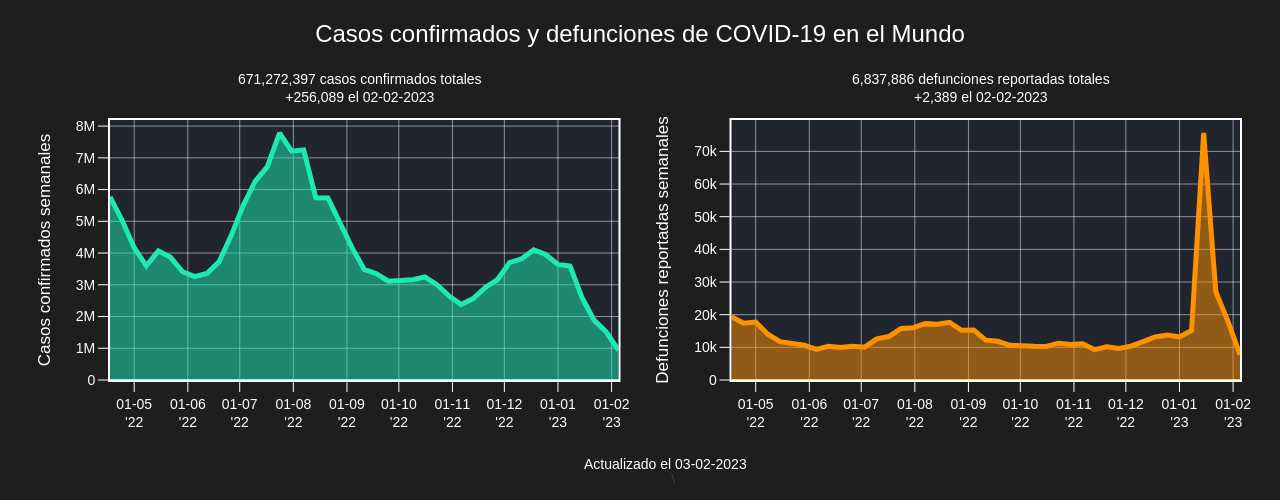 Casos confirmados y defunciones de COVID-19 en el Mundo
671,272,397 casos confirmados totales
+256,089 el 02-02-2023
Casos confirmados semanales
8M
7M
6M
5M
4M
3M
2M
1M
0
01-05 01-06 01-07 01-08 01-09 01-10 01-11 01-12 01-01 01-02
'22 '22 '22 '22 '22 '22 '22 '22 '23 '23
6,837,886 defunciones reportadas totales
+2,389 el 02-02-2023
Defunciones reportadas semanales
70k
60k
50k
40k
30k
20k
10k
0
01-05 01-06 01-07 01-08 01-09 01-10 01-11 01-12 01-01 01-02
'22 '22 '22 '22 '22 '22 '22 '22 '23 '23
Actualizado el 03-02-2023
\